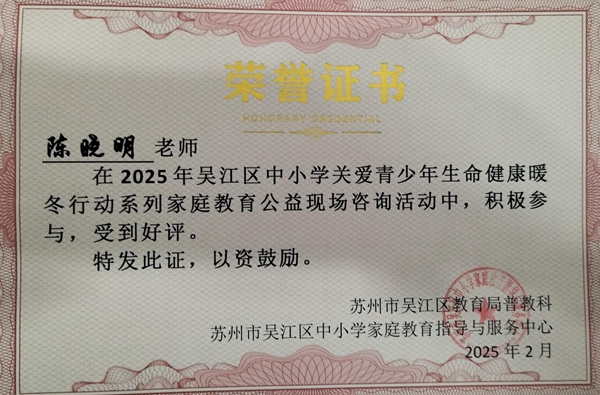 荣誉证书
HONORARY CREDENTIAL
陈晓明 老师
在2025年吴江区中小学关爱青少年生命健康暖
冬行动系列家庭教育公益现场咨询活动中，积极参
与，受到好评。
特发此证，以资鼓励。
苏州市吴江区教育局普教科
苏州市吴江区中小学家庭教育指导与服务中心
2025年2月